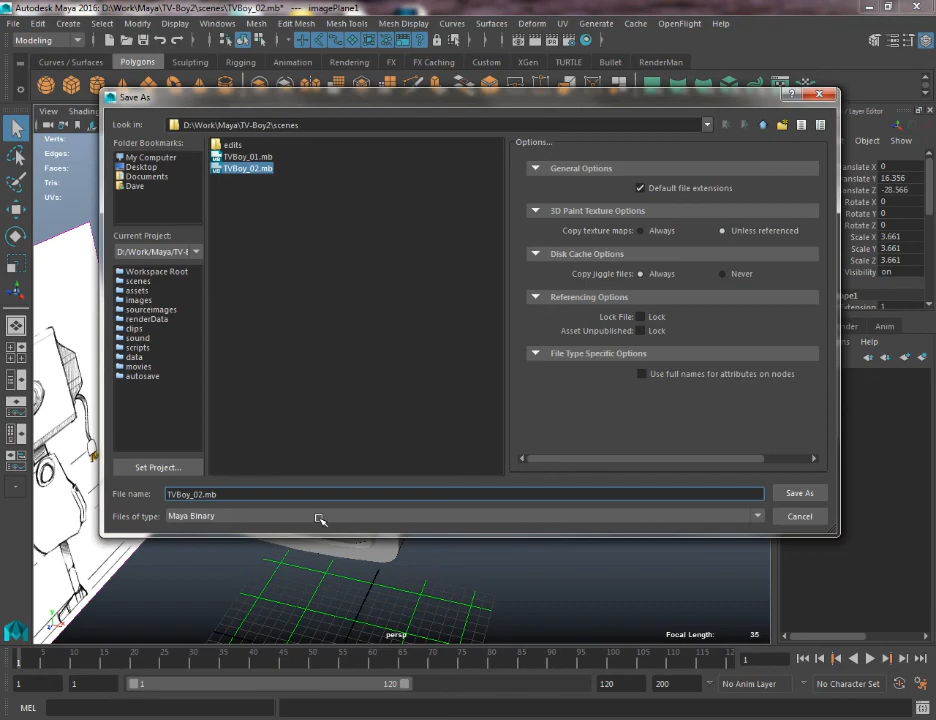 Autodesk Maya 2016: D:\Work\Maya\TV-Boy2\scenes\TVBoy_02.mb* --- imagePlane1
File Edit Create Select Modify Display Windows Mesh Edit Mesh Mesh Tools Mesh Display Curves Surfaces Deform UV Generate Cache OpenFlight Help
Modeling
Curves / Surfaces Polygons Sculpting Rigging Animation Rendering FX FX Caching Custom XGen TURTLE Bullet RenderMan
View Shading
Verts:
Edges:
Faces:
Tris:
UVs:
Save As
Look in: D:\Work\Maya\TV-Boy2\scenes
Folder Bookmarks:
My Computer
Desktop
Documents
Dave
Current Project:
D:/Work/Maya/TV-E
Workspace Root
scenes
assets
images
sourceimages
renderData
clips
sound
scripts
data
movies
autosave
Set Project...
edits
TVBoy_01.mb
TVBoy_02.mb
Options...
General Options
Default file extensions
3D Paint Texture Options
Copy texture maps: Always Unless referenced
Disk Cache Options
Copy jiggle files: Always Never
Referencing Options
Lock File: Lock
Asset Unpublished: Lock
File Type Specific Options
Use full names for attributes on nodes
File name: TVBoy_02.mb Save As
Files of type: Maya Binary Cancel
/ Layer Editor
Object Show
Translate X 0
Translate Y 16.356
Translate Z -28.566
Rotate X 0
Rotate Y 0
Rotate Z 0
Scale X 3.661
Scale Y 3.661
Scale Z 3.661
Visibility on
Anim
Help
persp
Focal Length: 35
5 10 15 20 25 30 35 40 45 50 55 60 65 70 75 80 85 90 95 100 105 110 115 12
1
1
1 1 1 120 120 200 No Anim Layer No Character Set
MEL